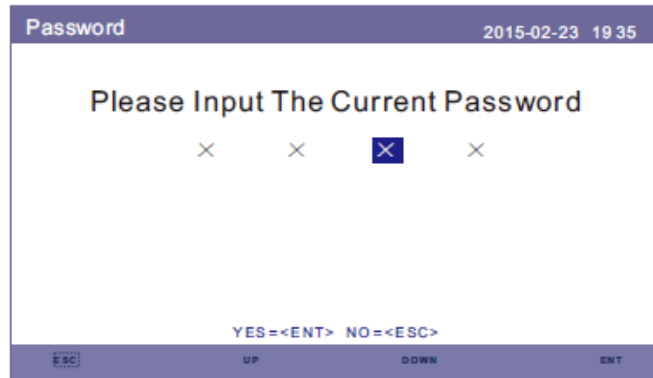 Password 2015-02-23 19 35
Please Input The Current Password
× × × ×
YES=<ENT> NO=<ESC>
ESC UP DOWN ENT